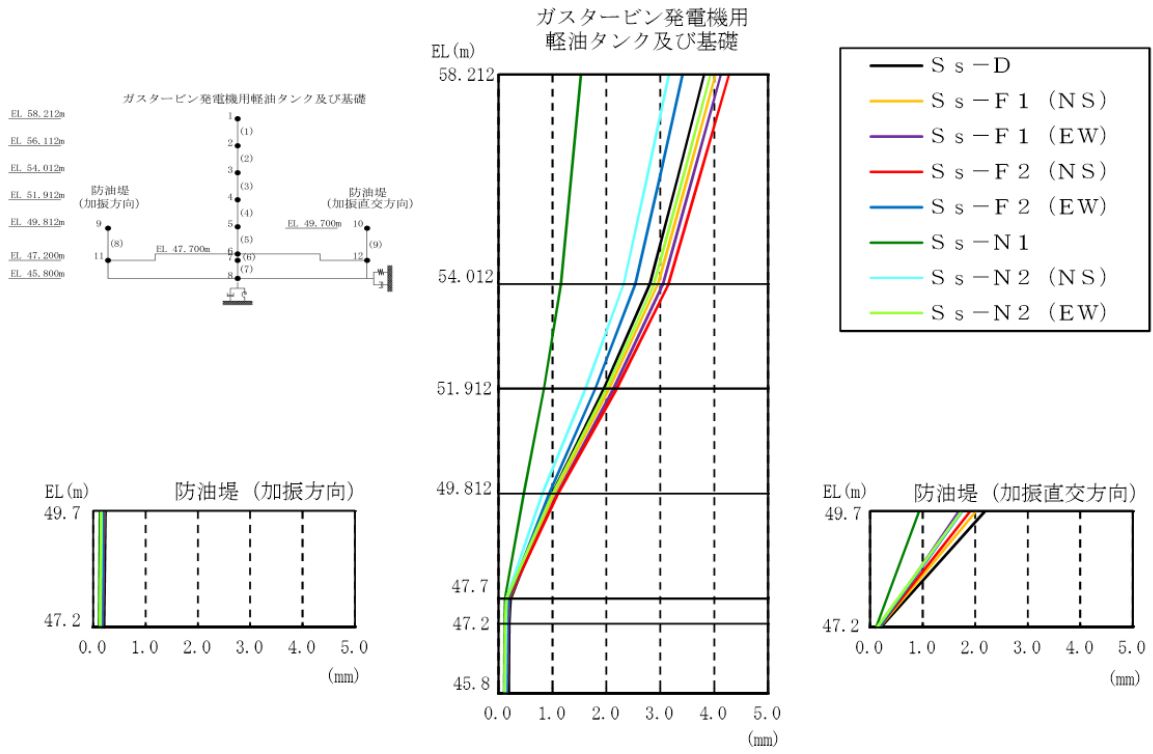 ガスタービン発電機用
軽油タンク及び基礎
EL(m)
58.212
54.012
51.912
49.812
47.7
47.2
45.8
0.0 1.0 2.0 3.0 4.0 5.0
(mm)
Ss-D
Ss-F1 (NS)
Ss-F1 (EW)
Ss-F2 (NS)
Ss-F2 (EW)
Ss-N1
Ss-N2 (NS)
Ss-N2 (EW)
ガスタービン発電機用軽油タンク及び基礎
EL 58.212m
EL 56.112m
EL 54.012m
EL 51.912m
EL 49.812m
EL 47.200m
EL 45.800m
防油堤
(加振方向)
防油堤
(加振直交方向)
EL 49.700m
EL 47.700m
1
(1)
2
(2)
3
(3)
4
(4)
5
(5)
6
(6)
7
(7)
8
9
(8)
11
10
(9)
12
EL(m)
防油堤 (加振方向)
49.7
47.2
0.0 1.0 2.0 3.0 4.0 5.0
(mm)
EL(m)
防油堤 (加振直交方向)
49.7
47.2
0.0 1.0 2.0 3.0 4.0 5.0
(mm)